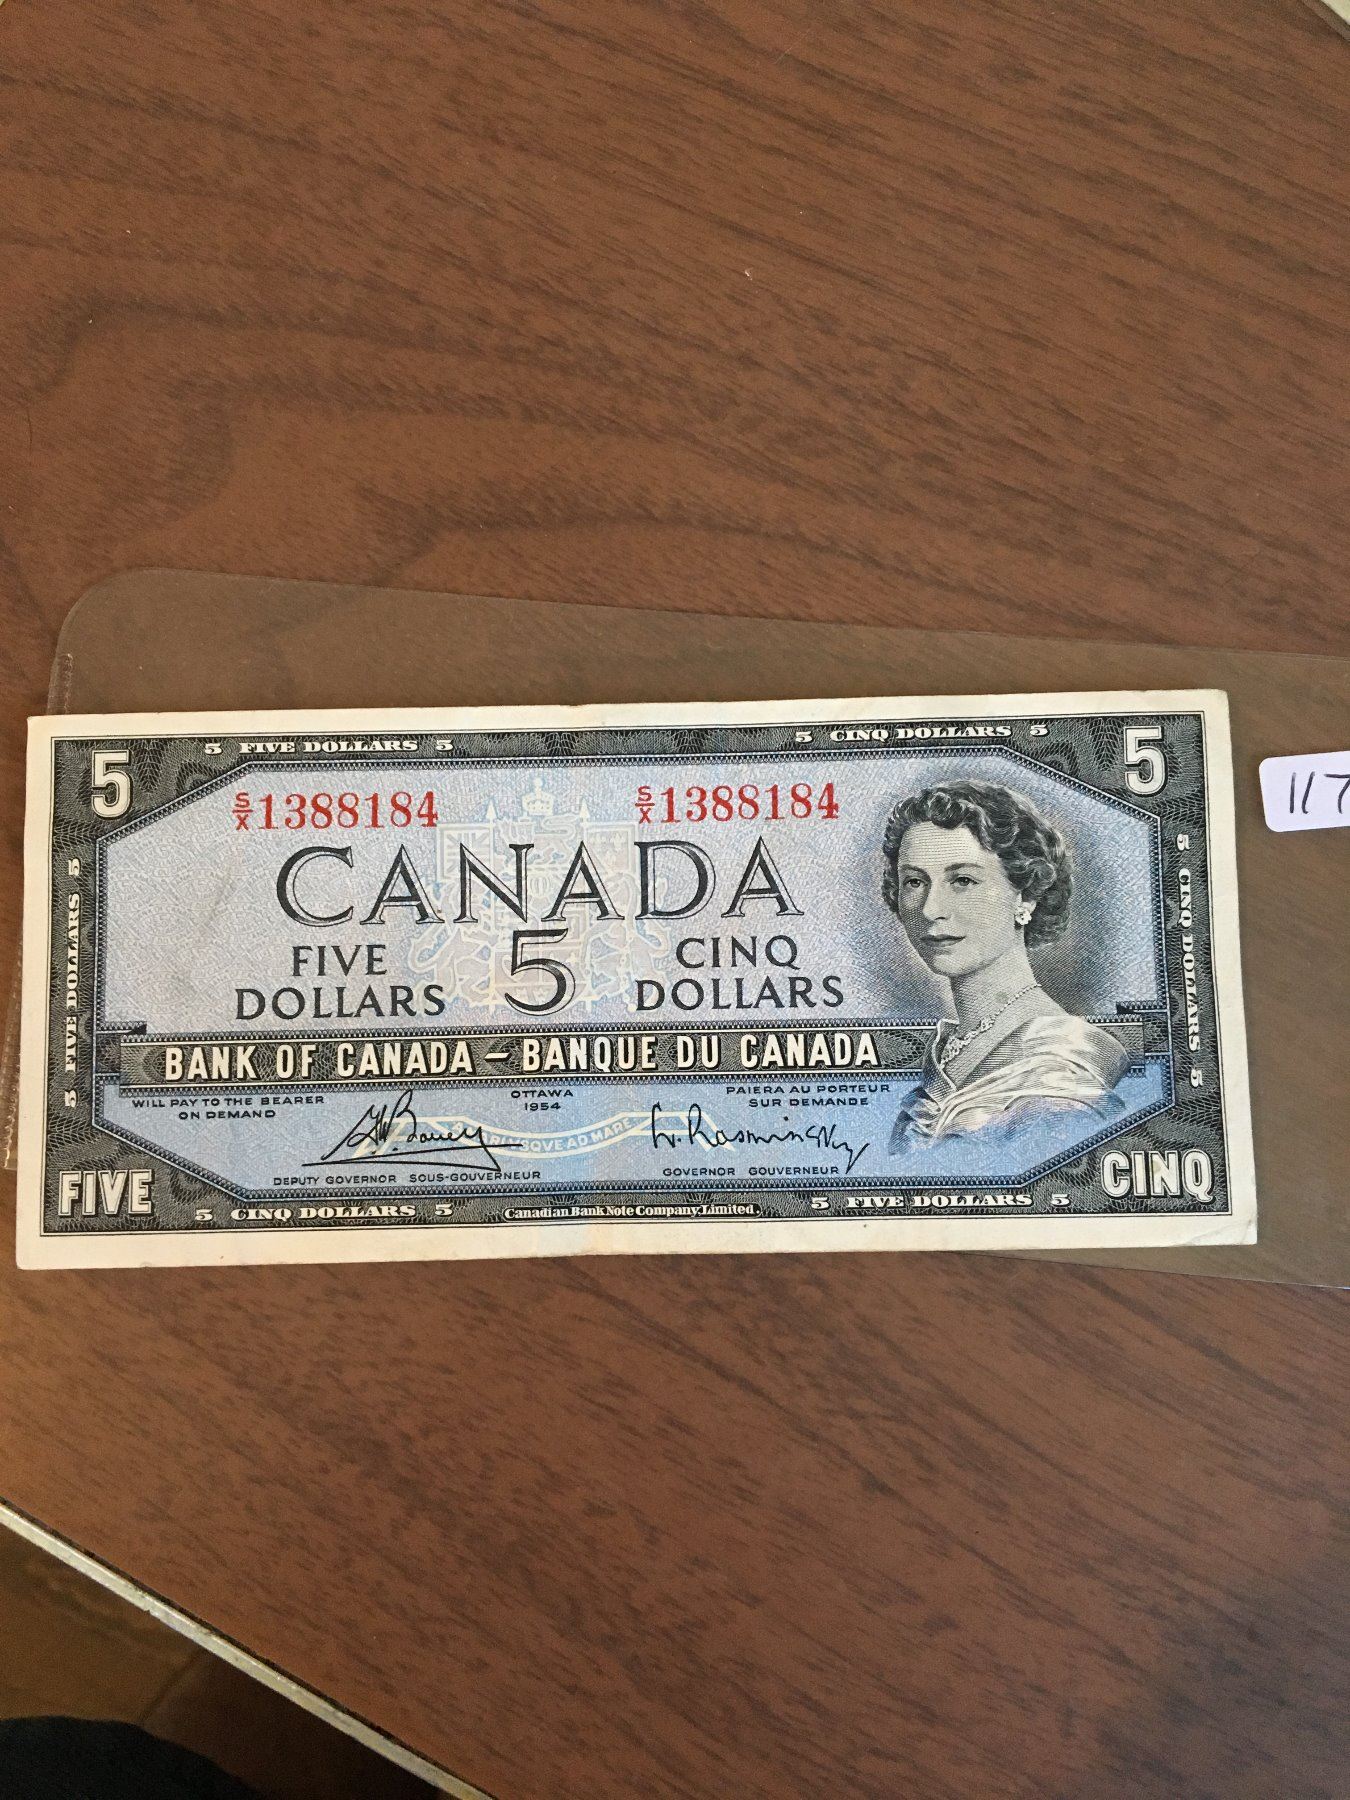 5 5 FIVE DOLLARS 5 5 CINQ DOLLARS 5 5
S/X 1388184 S/X 1388184
117
CANADA
FIVE DOLLARS 5 CINQ DOLLARS
5 FIVE DOLLARS 5
5 CINQ DOLLARS 5
BANK OF CANADA – BANQUE DU CANADA
WILL PAY TO THE BEARER
ON DEMAND
OTTAWA
1954
PAIERA AU PORTEUR
SUR DEMANDE
L. Rasminsky
DEPUTY GOVERNOR SOUS-GOUVERNEUR
GOVERNOR GOUVERNEUR
FIVE CINQ
5 CINQ DOLLARS 5 Canadian Bank Note Company, Limited. 5 FIVE DOLLARS 5